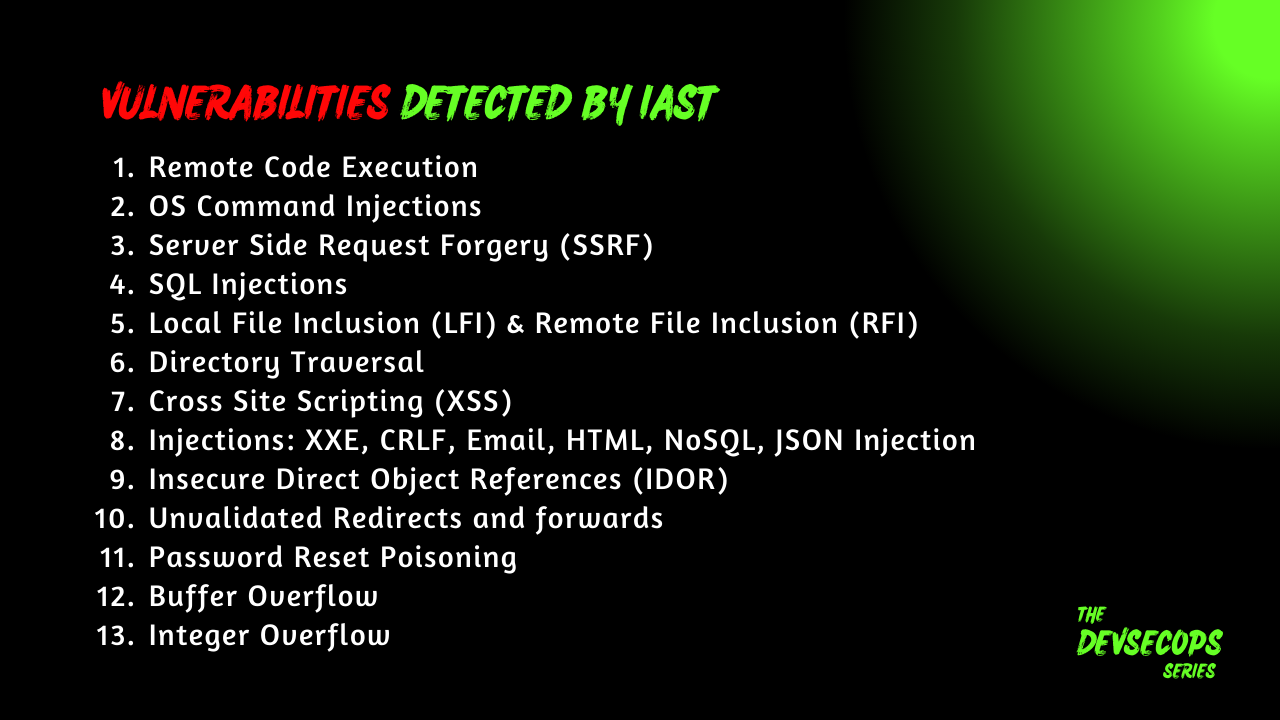 VULNERABILITIES DETECTED BY IAST
1. Remote Code Execution
2. OS Command Injections
3. Server Side Request Forgery (SSRF)
4. SQL Injections
5. Local File Inclusion (LFI) & Remote File Inclusion (RFI)
6. Directory Traversal
7. Cross Site Scripting (XSS)
8. Injections: XXE, CRLF, Email, HTML, NoSQL, JSON Injection
9. Insecure Direct Object References (IDOR)
10. Unvalidated Redirects and forwards
11. Password Reset Poisoning
12. Buffer Overflow
13. Integer Overflow
THE
DEVSECOPS
SERIES